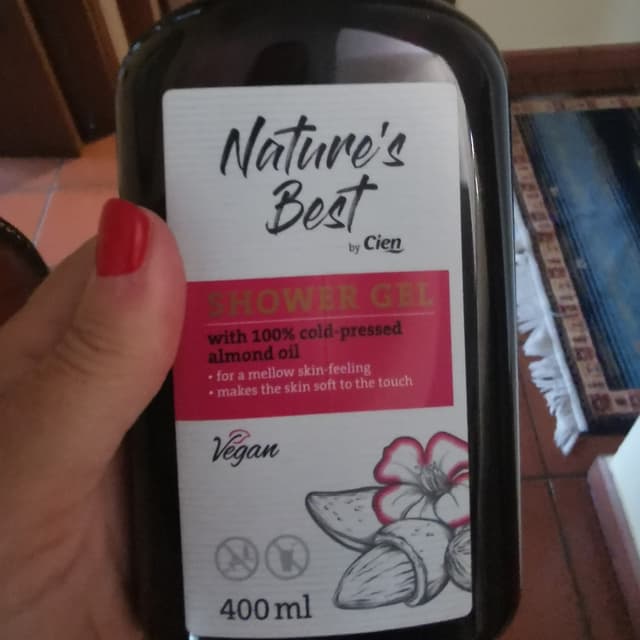 Nature's
Best
by Cien
SHOWER GEL
with 100% cold-pressed
almond oil
• for a mellow skin-feeling
• makes the skin soft to the touch
Vegan
400 ml